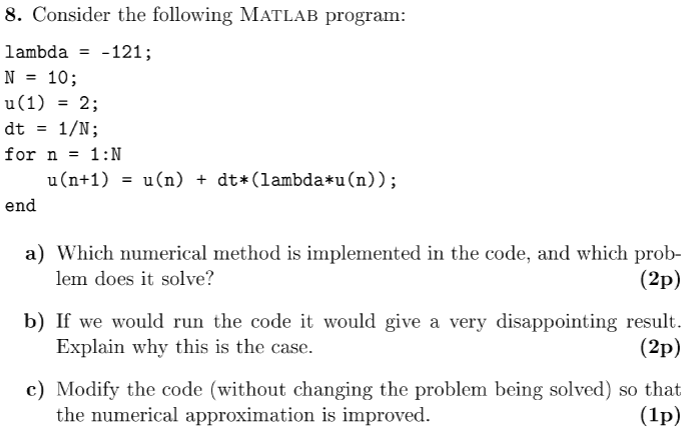 8. Consider the following MATLAB program:
lambda = -121;
N = 10;
u(1) = 2;
dt = 1/N;
for n = 1:N
    u(n+1) = u(n) + dt*(lambda*u(n));
end
a) Which numerical method is implemented in the code, and which prob-
lem does it solve? (2p)
b) If we would run the code it would give a very disappointing result.
Explain why this is the case. (2p)
c) Modify the code (without changing the problem being solved) so that
the numerical approximation is improved. (1p)